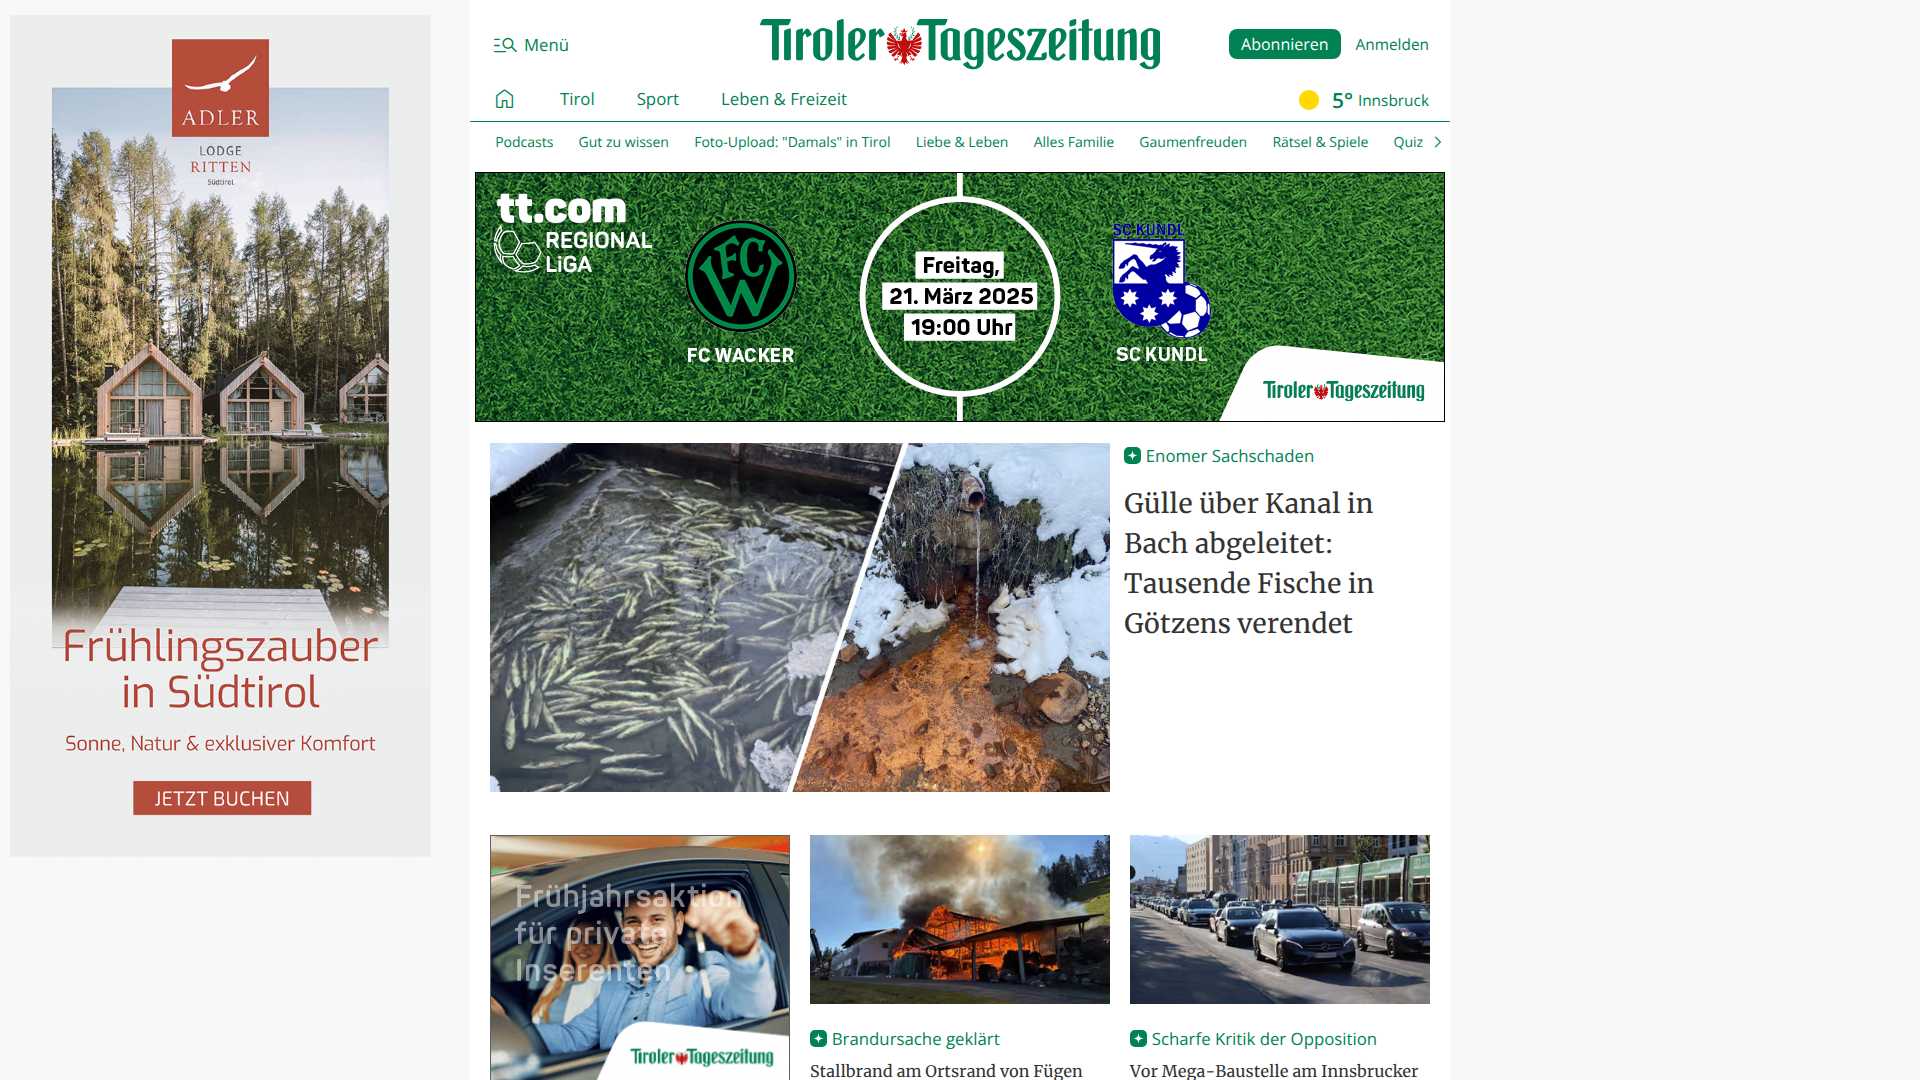 ADLER
LODGE
RITTEN
Südtirol
Frühlingszauber
in Südtirol
Sonne, Natur & exklusiver Komfort
JETZT BUCHEN
Menü
Tiroler Tageszeitung
Abonnieren
Anmelden
Tirol
Sport
Leben & Freizeit
5° Innsbruck
Podcasts
Gut zu wissen
Foto-Upload: "Damals" in Tirol
Liebe & Leben
Alles Familie
Gaumenfreuden
Rätsel & Spiele
Quiz
tt.com
REGIONAL
LiGA
FCW
FC WACKER
Freitag,
21. März 2025
19:00 Uhr
SC KUNDL
SC KUNDL
Tiroler Tageszeitung
Enomer Sachschaden
Gülle über Kanal in
Bach abgeleitet:
Tausende Fische in
Götzens verendet
Frühjahrsaktion
für private
Inserenten
Tiroler Tageszeitung
Brandursache geklärt
Stallbrand am Ortsrand von Fügen
Scharfe Kritik der Opposition
Vor Mega-Baustelle am Innsbrucker